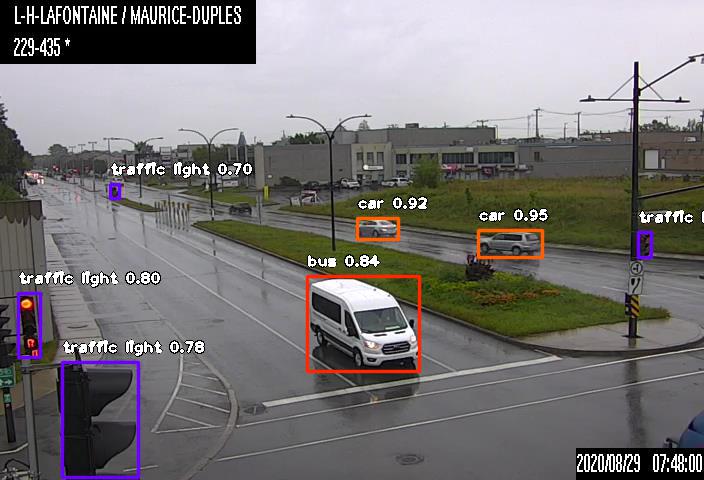 L-H-LAFONTAINE / MAURICE-DUPLES
229-435 *
traffic light 0.70
car 0.92
car 0.95
traffic l
bus 0.84
traffic light 0.80
traffic light 0.78
2020/08/29 07:48:00